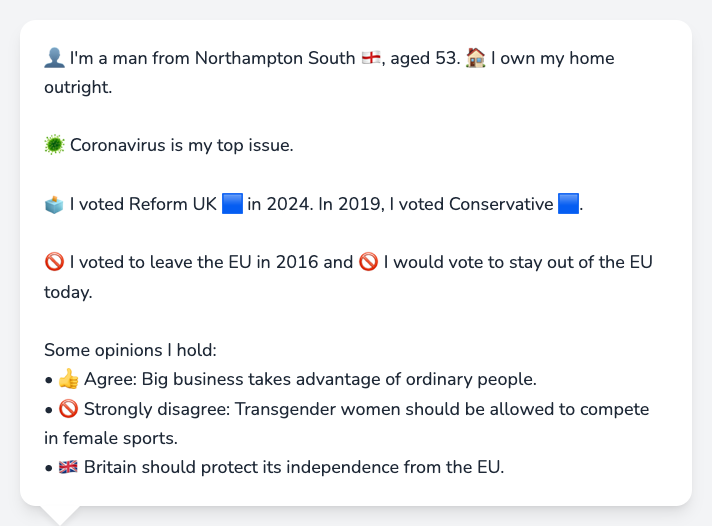 👤 I'm a man from Northampton South 🏴󠁧󠁢󠁥󠁮󠁧󠁿, aged 53. 🏠 I own my home
outright.
🦠 Coronavirus is my top issue.
🗳️ I voted Reform UK 🟦 in 2024. In 2019, I voted Conservative 🟦.
🚫 I voted to leave the EU in 2016 and 🚫 I would vote to stay out of the EU
today.
Some opinions I hold:
• 👍 Agree: Big business takes advantage of ordinary people.
• 🚫 Strongly disagree: Transgender women should be allowed to compete
in female sports.
• 🇬🇧 Britain should protect its independence from the EU.